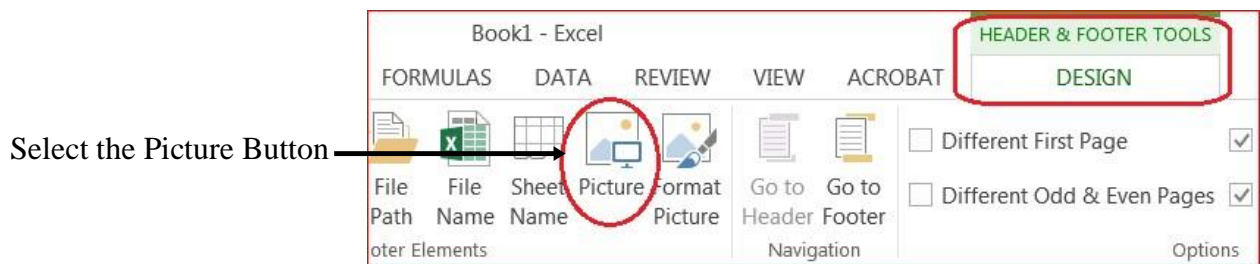 Book1 - Excel
HEADER & FOOTER TOOLS
FORMULAS DATA REVIEW VIEW ACROBAT DESIGN
Select the Picture Button
Different First Page
File Path
File Name
Sheet Name
Picture
Format Picture
Go to Header
Go to Footer
Different Odd & Even Pages
oter Elements
Navigation
Options